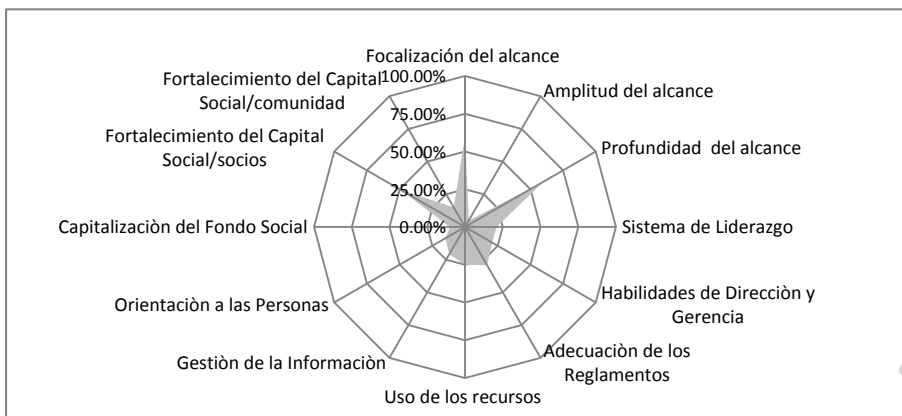 Focalización del alcance
100.00%
75.00%
50.00%
25.00%
0.00%
Amplitud del alcance
Profundidad  del alcance
Sistema de Liderazgo
Habilidades de Direcciòn y
Gerencia
Adecuaciòn de los
Reglamentos
Uso de los recursos
Gestiòn de la Informaciòn
Orientaciòn a las Personas
Capitalizaciòn del Fondo Social
Fortalecimiento del Capital
Social/socios
Fortalecimiento del Capital
Social/comunidad